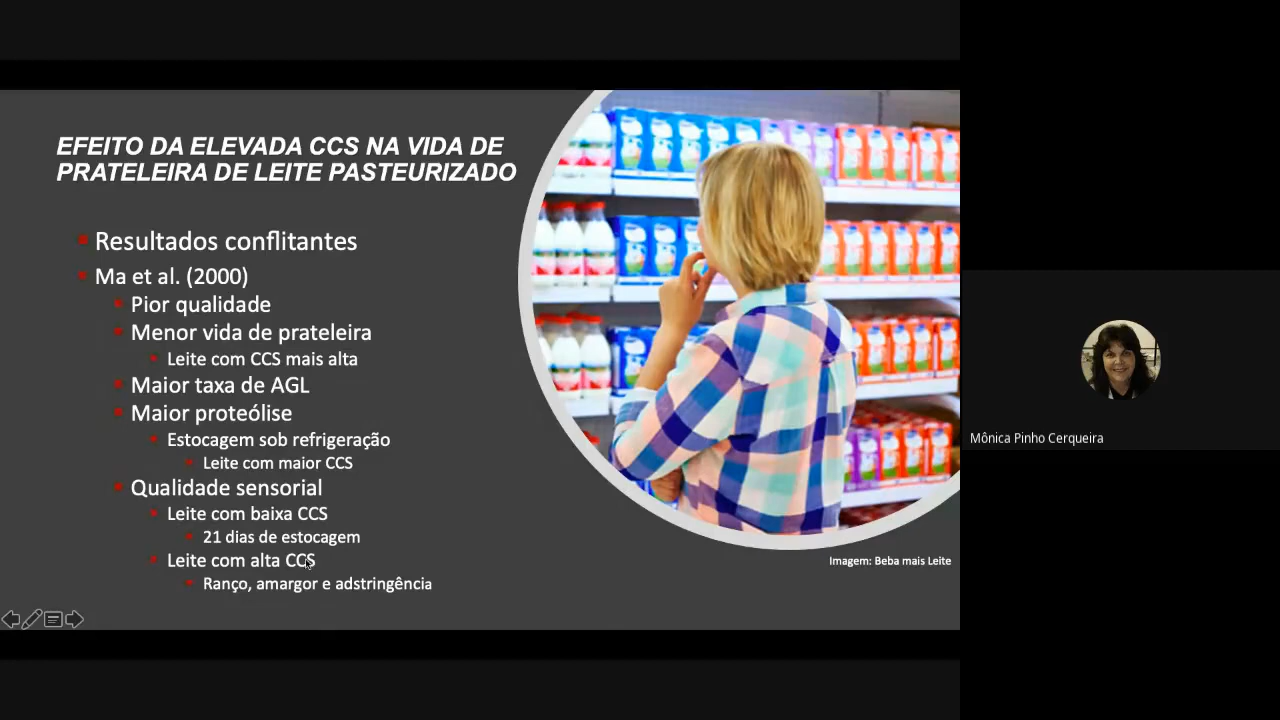 EFEITO DA ELEVADA CCS NA VIDA DE
PRATELEIRA DE LEITE PASTEURIZADO
Resultados conflitantes
Ma et al. (2000)
Pior qualidade
Menor vida de prateleira
Leite com CCS mais alta
Maior taxa de AGL
Maior proteólise
Estocagem sob refrigeração
Leite com maior CCS
Qualidade sensorial
Leite com baixa CCS
21 dias de estocagem
Leite com alta CCS
Ranço, amargor e adstringência
Imagem: Beba mais Leite
Mônica Pinho Cerqueira